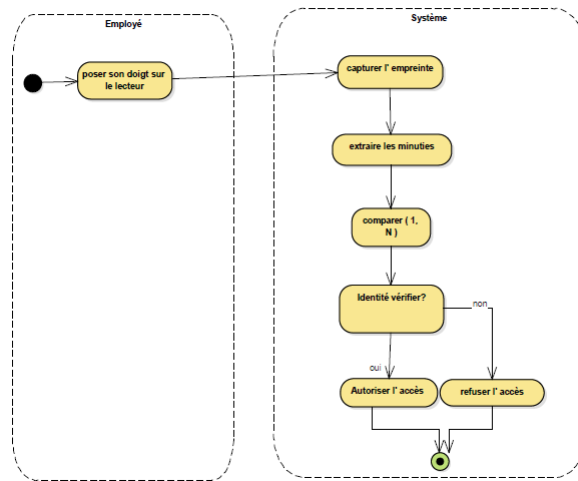 Employé
Système
poser son doigt sur
le lecteur
capturer l' empreinte
extraire les minuties
comparer ( 1,
N )
Identité vérifier?
non
oui
Autoriser l' accès
refuser l' accès